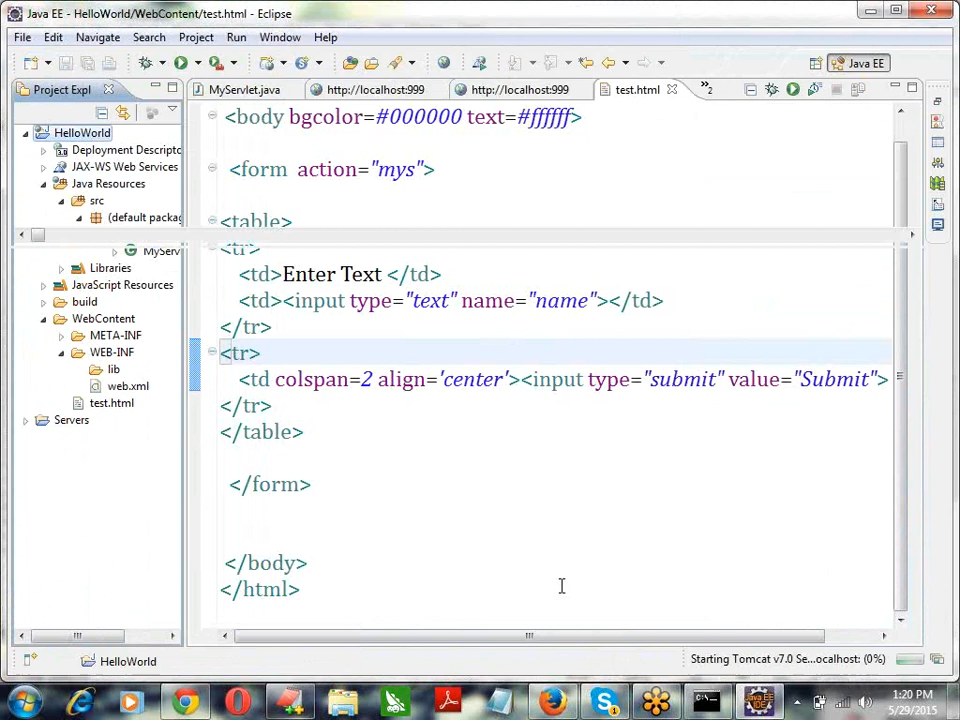 Java EE - HelloWorld/WebContent/test.html - Eclipse
File Edit Navigate Search Project Run Window Help
Java EE
Project Expl
MyServlet.java
http://localhost:999
http://localhost:999
test.html
»2
HelloWorld
Deployment Descripto
JAX-WS Web Services
Java Resources
src
(default packag
MyServ
Libraries
JavaScript Resources
build
WebContent
META-INF
WEB-INF
lib
web.xml
test.html
Servers
<body bgcolor=#000000 text=#ffffff>
<form action="mys">
<table>
<tr>
<td>Enter Text </td>
<td><input type="text" name="name"></td>
</tr>
<tr>
<td colspan=2 align='center'><input type="submit" value="Submit">
</tr>
</table>
</form>
</body>
</html>
HelloWorld
Starting Tomcat v7.0 Se...ocalhost: (0%)
1:20 PM
5/29/2015